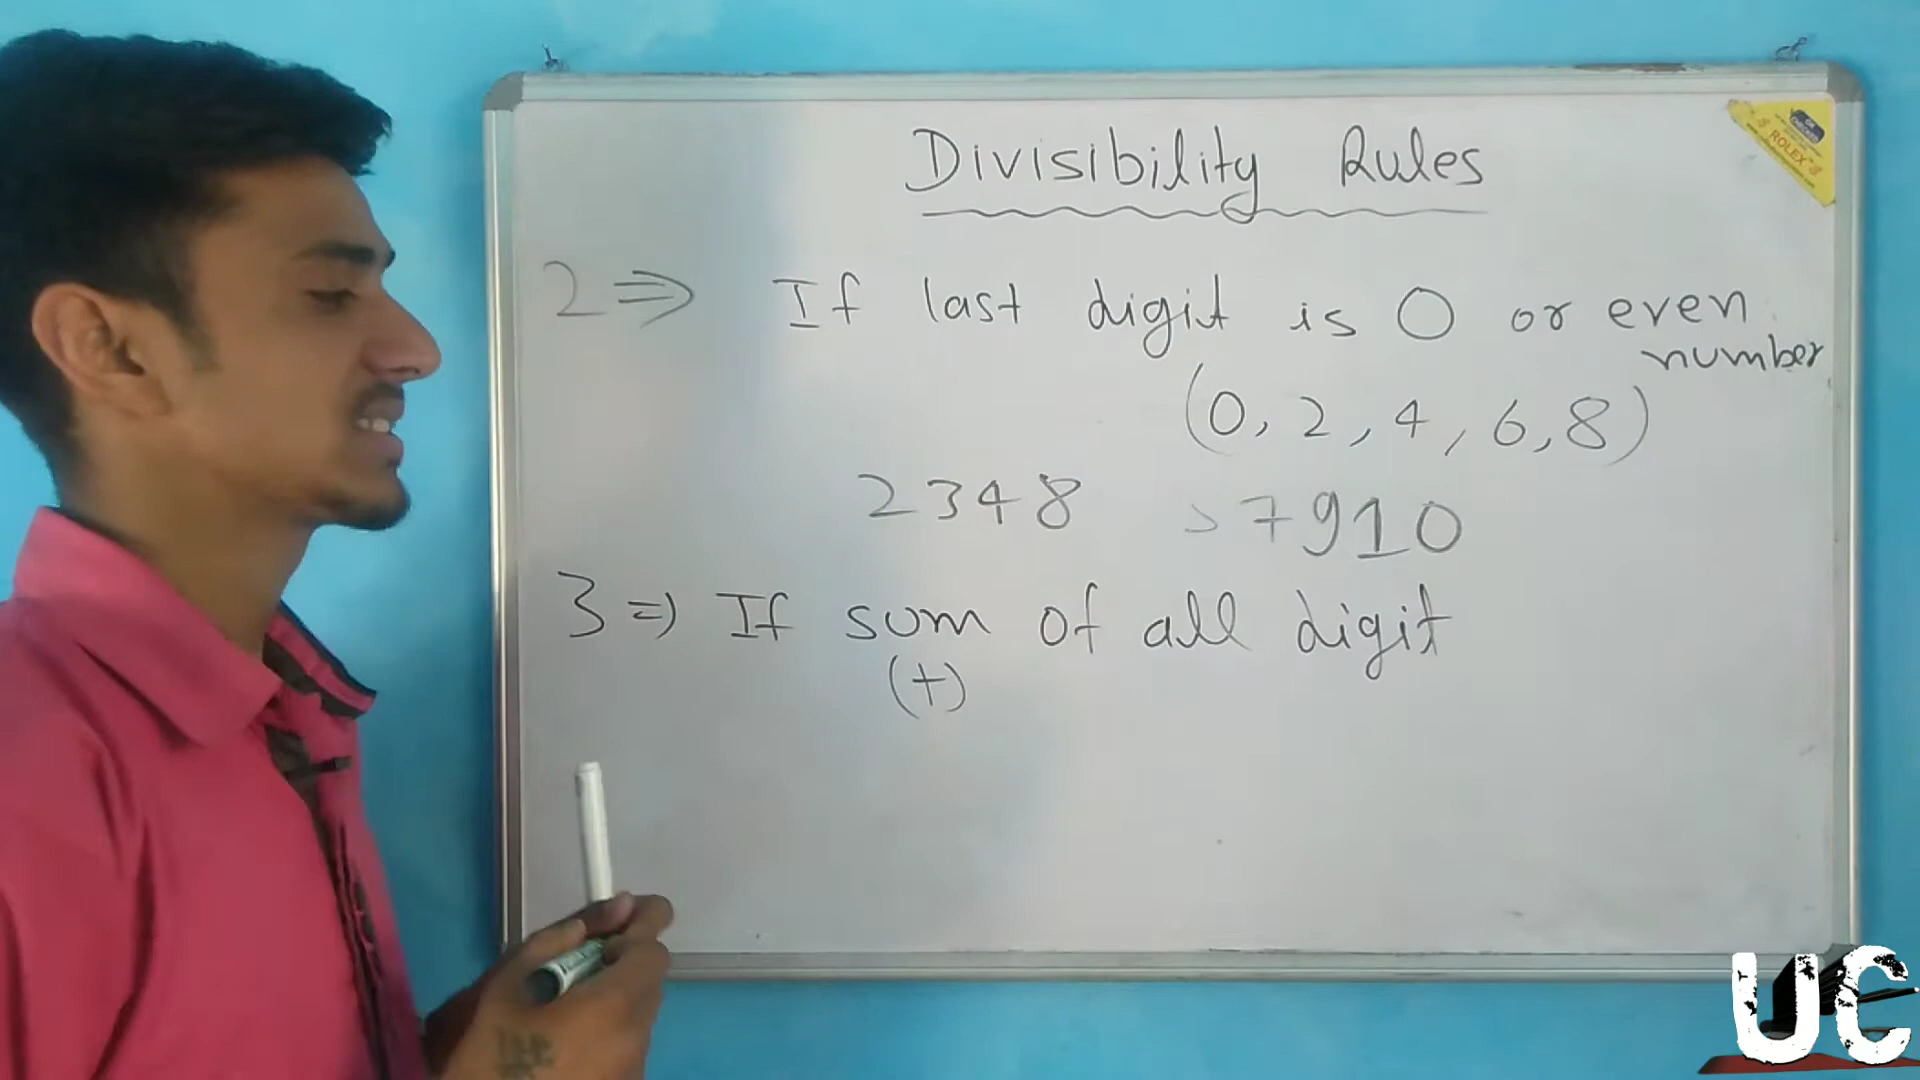 Divisibility Rules
ROLEX
2 ⇒ If last digit is 0 or even
number
(0, 2, 4, 6, 8)
2348 > 7910
3 ⇒ If sum of all digit
(+)
UC